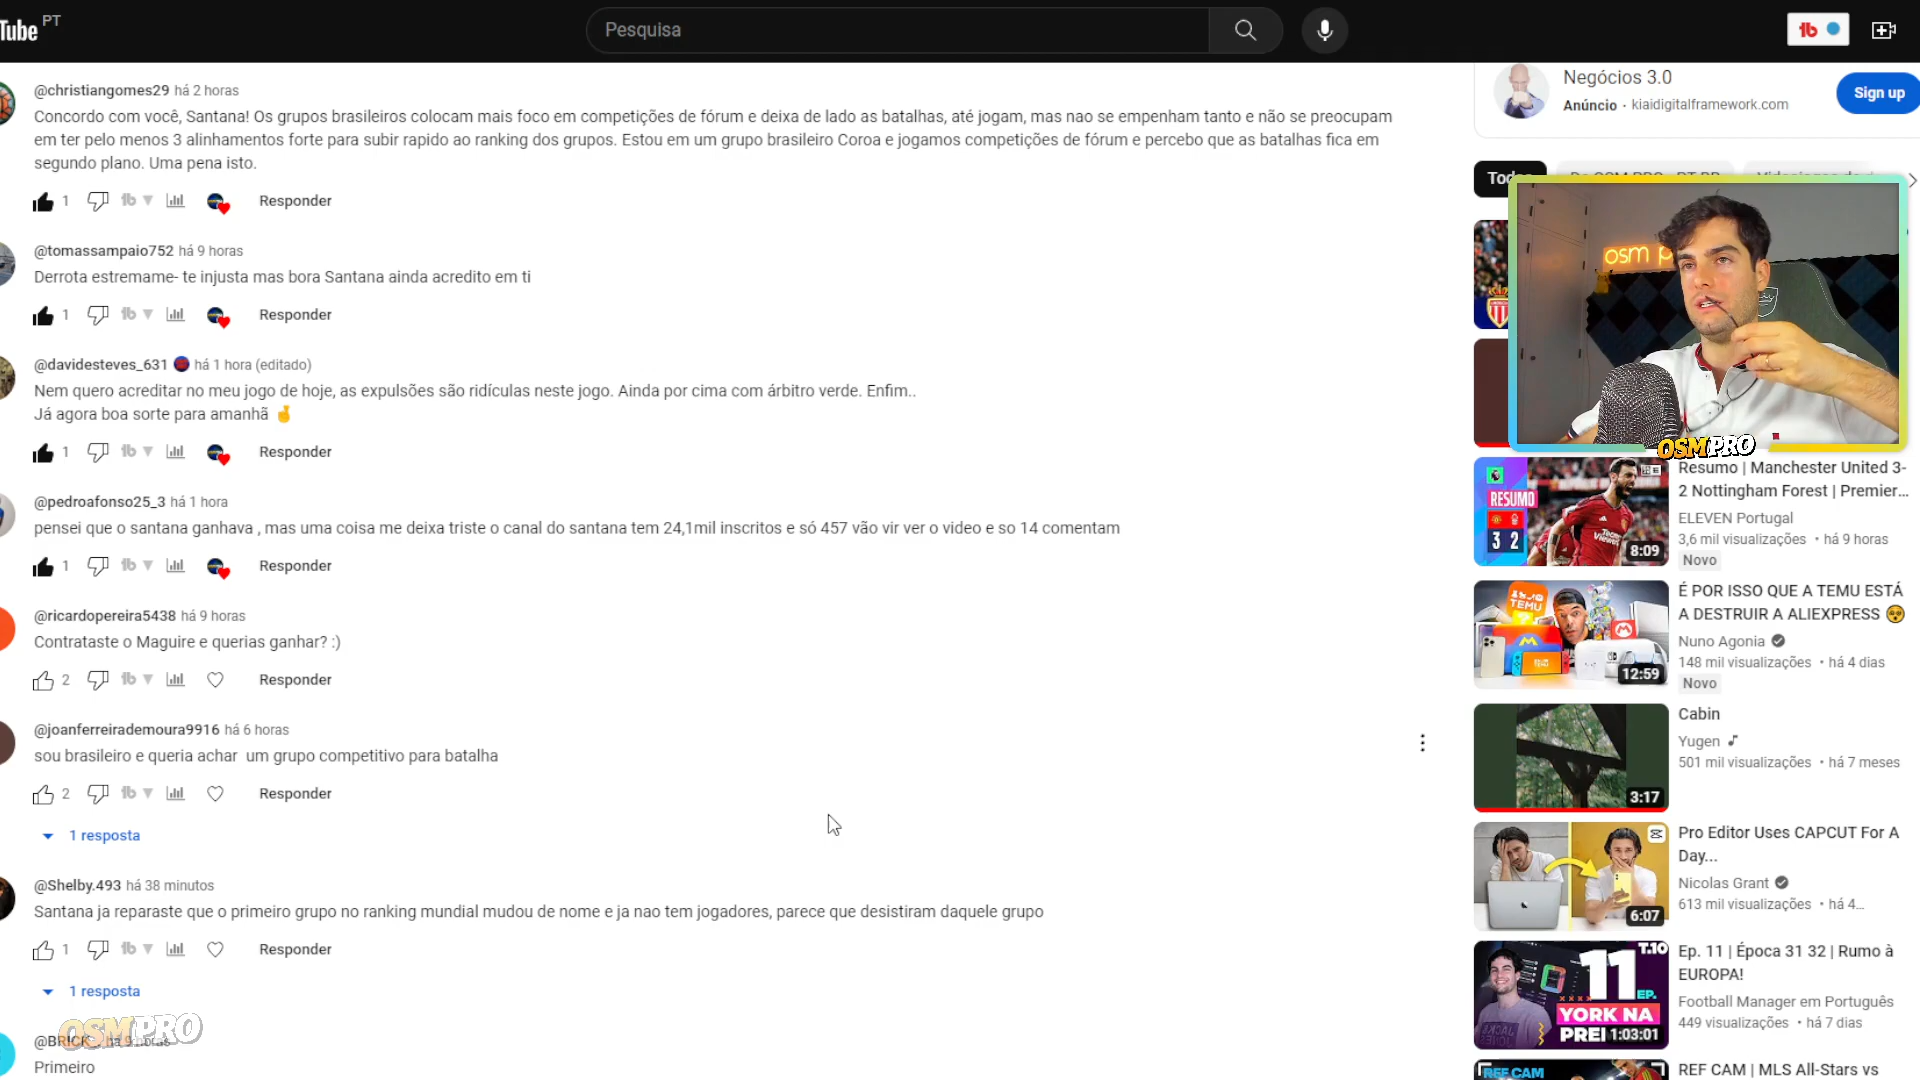 Tube PT
Pesquisa
@christiangomes29 há 2 horas
Concordo com você, Santana! Os grupos brasileiros colocam mais foco em competições de fórum e deixa de lado as batalhas, até jogam, mas nao se empenham tanto e não se preocupam
em ter pelo menos 3 alinhamentos forte para subir rapido ao ranking dos grupos. Estou em um grupo brasileiro Coroa e jogamos competições de fórum e percebo que as batalhas fica em
segundo plano. Uma pena isto.
1 Responder
@tomassampaio752 há 9 horas
Derrota estremame- te injusta mas bora Santana ainda acredito em ti
1 Responder
@davidesteves_631 há 1 hora (editado)
Nem quero acreditar no meu jogo de hoje, as expulsões são ridículas neste jogo. Ainda por cima com árbitro verde. Enfim..
Já agora boa sorte para amanhã 🤞
1 Responder
@pedroafonso25_3 há 1 hora
pensei que o santana ganhava , mas uma coisa me deixa triste o canal do santana tem 24,1mil inscritos e só 457 vão vir ver o video e so 14 comentam
1 Responder
@ricardopereira5438 há 9 horas
Contrataste o Maguire e querias ganhar? :)
2 Responder
@joanferreirademoura9916 há 6 horas
sou brasileiro e queria achar um grupo competitivo para batalha
2 Responder
1 resposta
@Shelby.493 há 38 minutos
Santana ja reparaste que o primeiro grupo no ranking mundial mudou de nome e ja nao tem jogadores, parece que desistiram daquele grupo
1 Responder
1 resposta
OSMPRO
há 9 horas
Primeiro
Negócios 3.0
Anúncio · kiaidigitalframework.com
Sign up
osm p
OSMPRO
RESUMO
3 2
8:09
Resumo | Manchester United 3-
2 Nottingham Forest | Premier...
ELEVEN Portugal
3,6 mil visualizações • há 9 horas
Novo
TEMU
12:59
É POR ISSO QUE A TEMU ESTÁ
A DESTRUIR A ALIEXPRESS 😵
Nuno Agonia
148 mil visualizações • há 4 dias
Novo
3:17
Cabin
Yugen
501 mil visualizações • há 7 meses
6:07
Pro Editor Uses CAPCUT For A
Day...
Nicolas Grant
613 mil visualizações • há 4...
T.10
11
EP.
YORK NA
PREI
1:03:01
Ep. 11 | Época 31 32 | Rumo à
EUROPA!
Football Manager em Português
449 visualizações • há 7 dias
REF CAM
REF CAM | MLS All-Stars vs